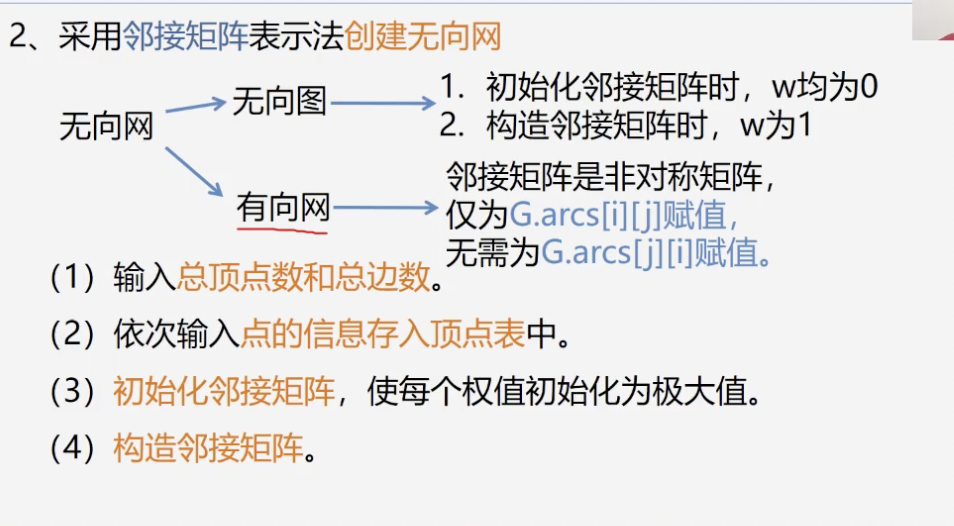 2、采用邻接矩阵表示法创建无向网
无向网
无向图
1. 初始化邻接矩阵时，w均为0
2. 构造邻接矩阵时，w为1
有向网
邻接矩阵是非对称矩阵，
仅为G.arcs[i][j]赋值，
无需为G.arcs[j][i]赋值。
（1）输入总顶点数和总边数。
（2）依次输入点的信息存入顶点表中。
（3）初始化邻接矩阵，使每个权值初始化为极大值。
（4）构造邻接矩阵。